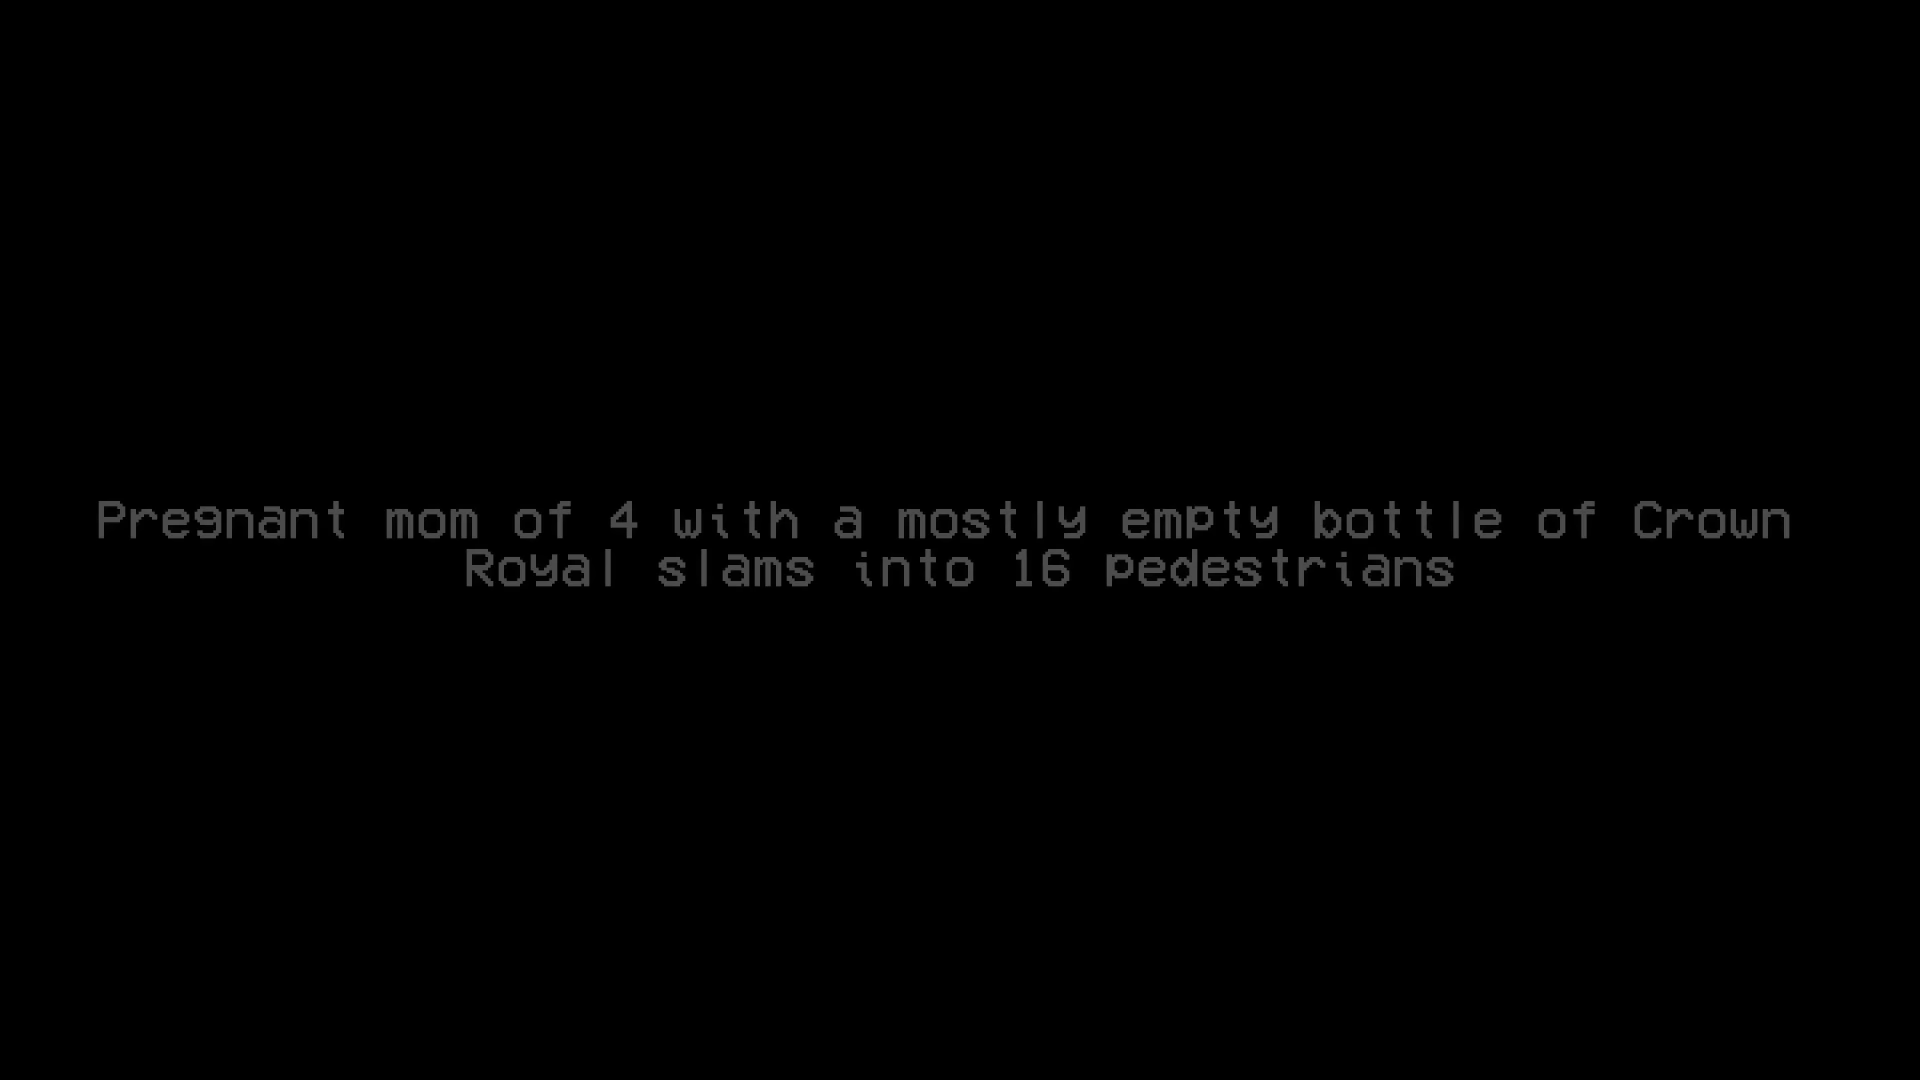 Pregnant mom of 4 with a mostly empty bottle of Crown
Royal slams into 16 pedestrians